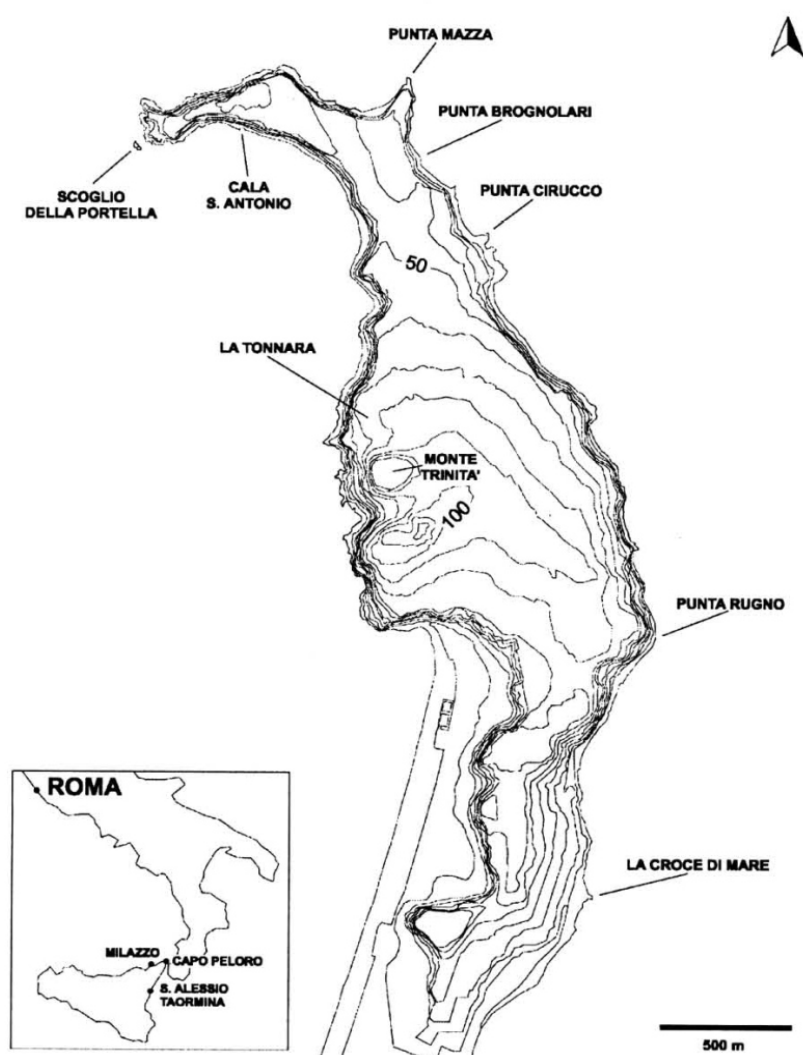 PUNTA MAZZA
PUNTA BROGNOLARI
PUNTA CIRUCCO
SCOGLIO
DELLA PORTELLA
CALA
S. ANTONIO
50
LA TONNARA
MONTE
TRINITA'
100
PUNTA RUGNO
ROMA
LA CROCE DI MARE
MILAZZO
CAPO PELORO
S. ALESSIO
TAORMINA
500 m